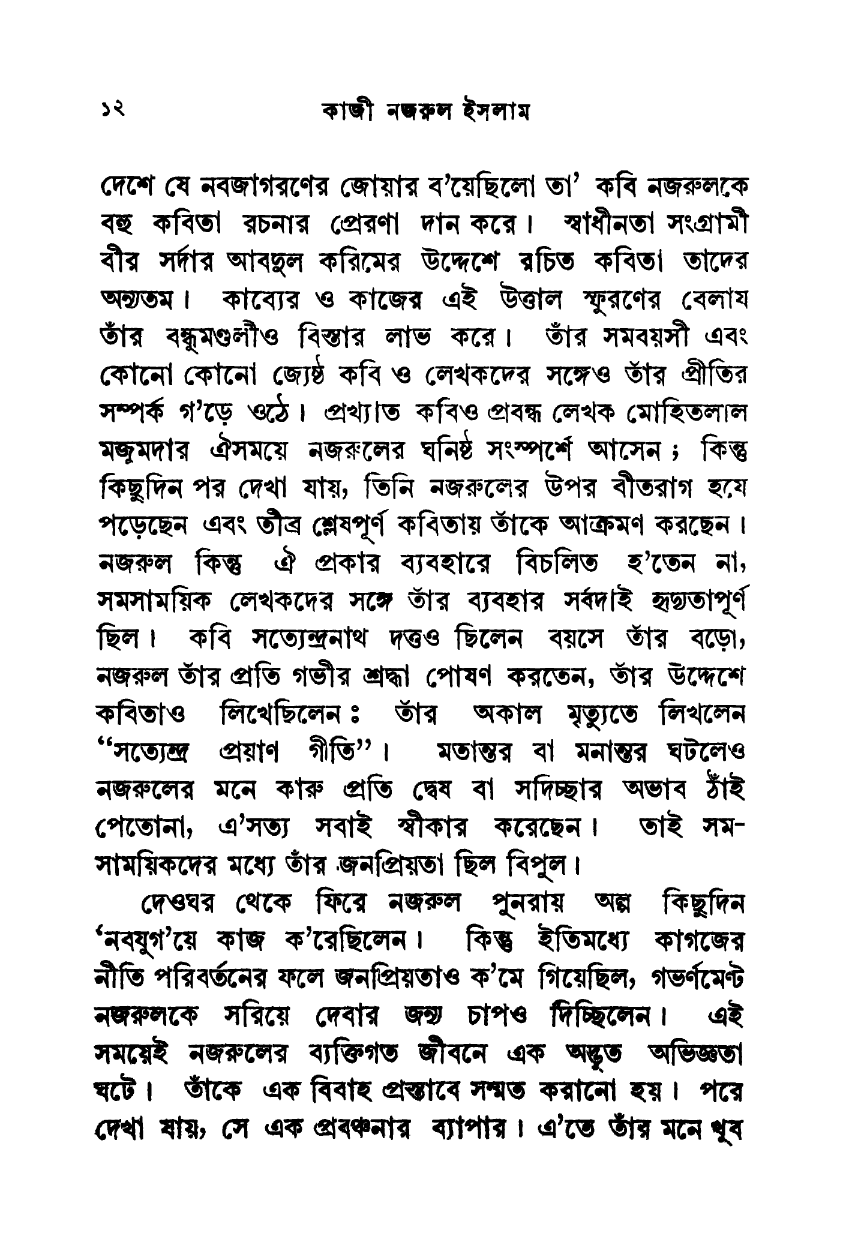 ১২ কাজী নজরুল ইসলাম
দেশে যে নবজাগরণের জোয়ার ব’য়েছিলো তা’ কবি নজরুলকে
বহু কবিতা রচনার প্রেরণা দান করে। স্বাধীনতা সংগ্রামী
বীর সর্দার আবদুল করিমের উদ্দেশে রচিত কবিতা তাদের
অন্যতম। কাব্যের ও কাজের এই উত্তাল স্ফুরণের বেলায
তাঁর বন্ধুমণ্ডলীও বিস্তার লাভ করে। তাঁর সমবয়সী এবং
কোনো কোনো জ্যেষ্ঠ কবি ও লেখকদের সঙ্গেও তাঁর প্রীতির
সম্পর্ক গ’ড়ে ওঠে। প্রখ্যাত কবিও প্রবন্ধ লেখক মোহিতলাল
মজুমদার ঐসময়ে নজরুলের ঘনিষ্ঠ সংস্পর্শে আসেন ; কিন্তু
কিছুদিন পর দেখা যায়, তিনি নজরুলের উপর বীতরাগ হযে
পড়েছেন এবং তীব্র শ্লেষপূর্ণ কবিতায় তাঁকে আক্রমণ করছেন।
নজরুল কিন্তু ঐ প্রকার ব্যবহারে বিচলিত হ’তেন না,
সমসাময়িক লেখকদের সঙ্গে তাঁর ব্যবহার সর্বদাই হৃদ্যতাপূর্ণ
ছিল। কবি সত্যেন্দ্রনাথ দত্তও ছিলেন বয়সে তাঁর বড়ো,
নজরুল তাঁর প্রতি গভীর শ্রদ্ধা পোষণ করতেন, তাঁর উদ্দেশে
কবিতাও লিখেছিলেন : তাঁর অকাল মৃত্যুতে লিখলেন
“সত্যেন্দ্র প্রয়াণ গীতি”। মতান্তর বা মনান্তর ঘটলেও
নজরুলের মনে কারু প্রতি দ্বেষ বা সদিচ্ছার অভাব ঠাঁই
পেতোনা, এ’সত্য সবাই স্বীকার করেছেন। তাই সম-
সাময়িকদের মধ্যে তাঁর জনপ্রিয়তা ছিল বিপুল।
দেওঘর থেকে ফিরে নজরুল পুনরায় অল্প কিছুদিন
‘নবযুগ’য়ে কাজ ক’রেছিলেন। কিন্তু ইতিমধ্যে কাগজের
নীতি পরিবর্তনের ফলে জনপ্রিয়তাও ক’মে গিয়েছিল, গভর্ণমেণ্ট
নজরুলকে সরিয়ে দেবার জন্য চাপও দিচ্ছিলেন। এই
সময়েই নজরুলের ব্যক্তিগত জীবনে এক অদ্ভুত অভিজ্ঞতা
ঘটে। তাঁকে এক বিবাহ প্রস্তাবে সম্মত করানো হয়। পরে
দেখা যায়, সে এক প্রবঞ্চনার ব্যাপার। এ’তে তাঁর মনে খুব